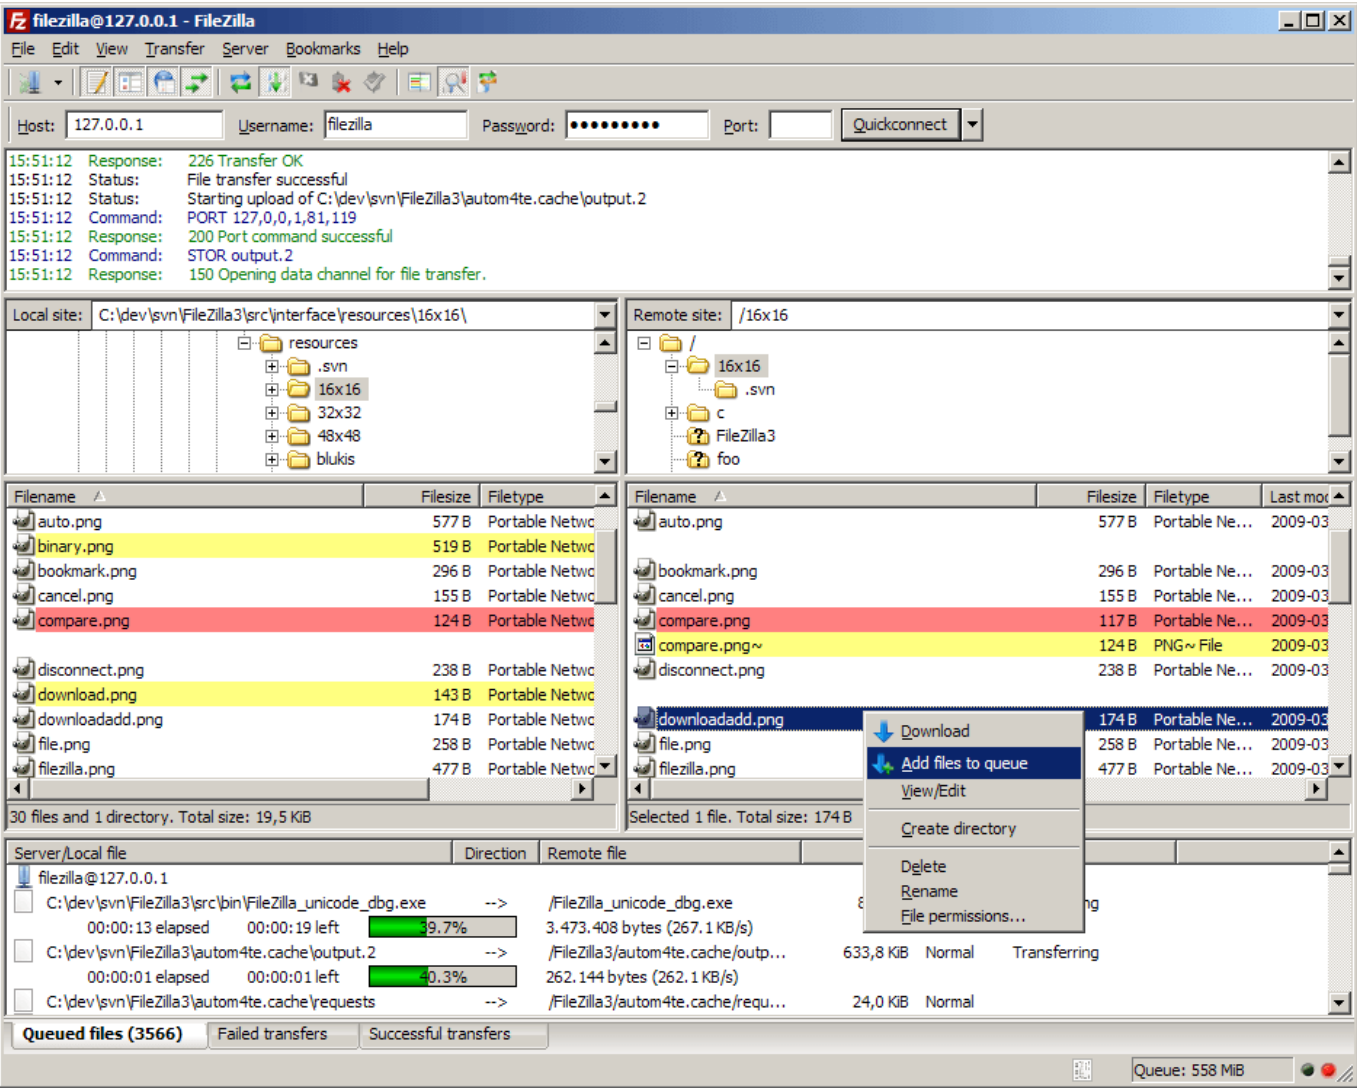 filezilla@127.0.0.1 - FileZilla
File Edit View Transfer Server Bookmarks Help
Host: 127.0.0.1 Username: filezilla Password: ●●●●●●●●● Port: Quickconnect
15:51:12 Response: 226 Transfer OK
15:51:12 Status: File transfer successful
15:51:12 Status: Starting upload of C:\dev\svn\FileZilla3\autom4te.cache\output.2
15:51:12 Command: PORT 127,0,0,1,81,119
15:51:12 Response: 200 Port command successful
15:51:12 Command: STOR output.2
15:51:12 Response: 150 Opening data channel for file transfer.
Local site: C:\dev\svn\FileZilla3\src\interface\resources\16x16\
resources
.svn
16x16
32x32
48x48
blukis
Remote site: /16x16
/
16x16
.svn
c
FileZilla3
foo
Filename Filesize Filetype
auto.png 577 B Portable Netwo
binary.png 519 B Portable Netwo
bookmark.png 296 B Portable Netwo
cancel.png 155 B Portable Netwo
compare.png 124 B Portable Netwo
disconnect.png 238 B Portable Netwo
download.png 143 B Portable Netwo
downloadadd.png 174 B Portable Netwo
file.png 258 B Portable Netwo
filezilla.png 477 B Portable Netwo
30 files and 1 directory. Total size: 19,5 KiB
Filename Filesize Filetype Last mod
auto.png 577 B Portable Ne... 2009-03
bookmark.png 296 B Portable Ne... 2009-03
cancel.png 155 B Portable Ne... 2009-03
compare.png 117 B Portable Ne... 2009-03
compare.png~ 124 B PNG~ File 2009-03
disconnect.png 238 B Portable Ne... 2009-03
downloadadd.png 174 B Portable Ne... 2009-03
file.png 258 B Portable Ne... 2009-03
filezilla.png 477 B Portable Ne... 2009-03
Selected 1 file. Total size: 174 B
Download
Add files to queue
View/Edit
Create directory
Delete
Rename
File permissions...
Server/Local file Direction Remote file
filezilla@127.0.0.1
C:\dev\svn\FileZilla3\src\bin\FileZilla_unicode_dbg.exe --> /FileZilla_unicode_dbg.exe 8 ng
00:00:13 elapsed 00:00:19 left 39.7% 3.473.408 bytes (267.1 KB/s)
C:\dev\svn\FileZilla3\autom4te.cache\output.2 --> /FileZilla3/autom4te.cache/outp... 633,8 KiB Normal Transferring
00:00:01 elapsed 00:00:01 left 40.3% 262.144 bytes (262.1 KB/s)
C:\dev\svn\FileZilla3\autom4te.cache\requests --> /FileZilla3/autom4te.cache/requ... 24,0 KiB Normal
Queued files (3566) Failed transfers Successful transfers
Queue: 558 MiB